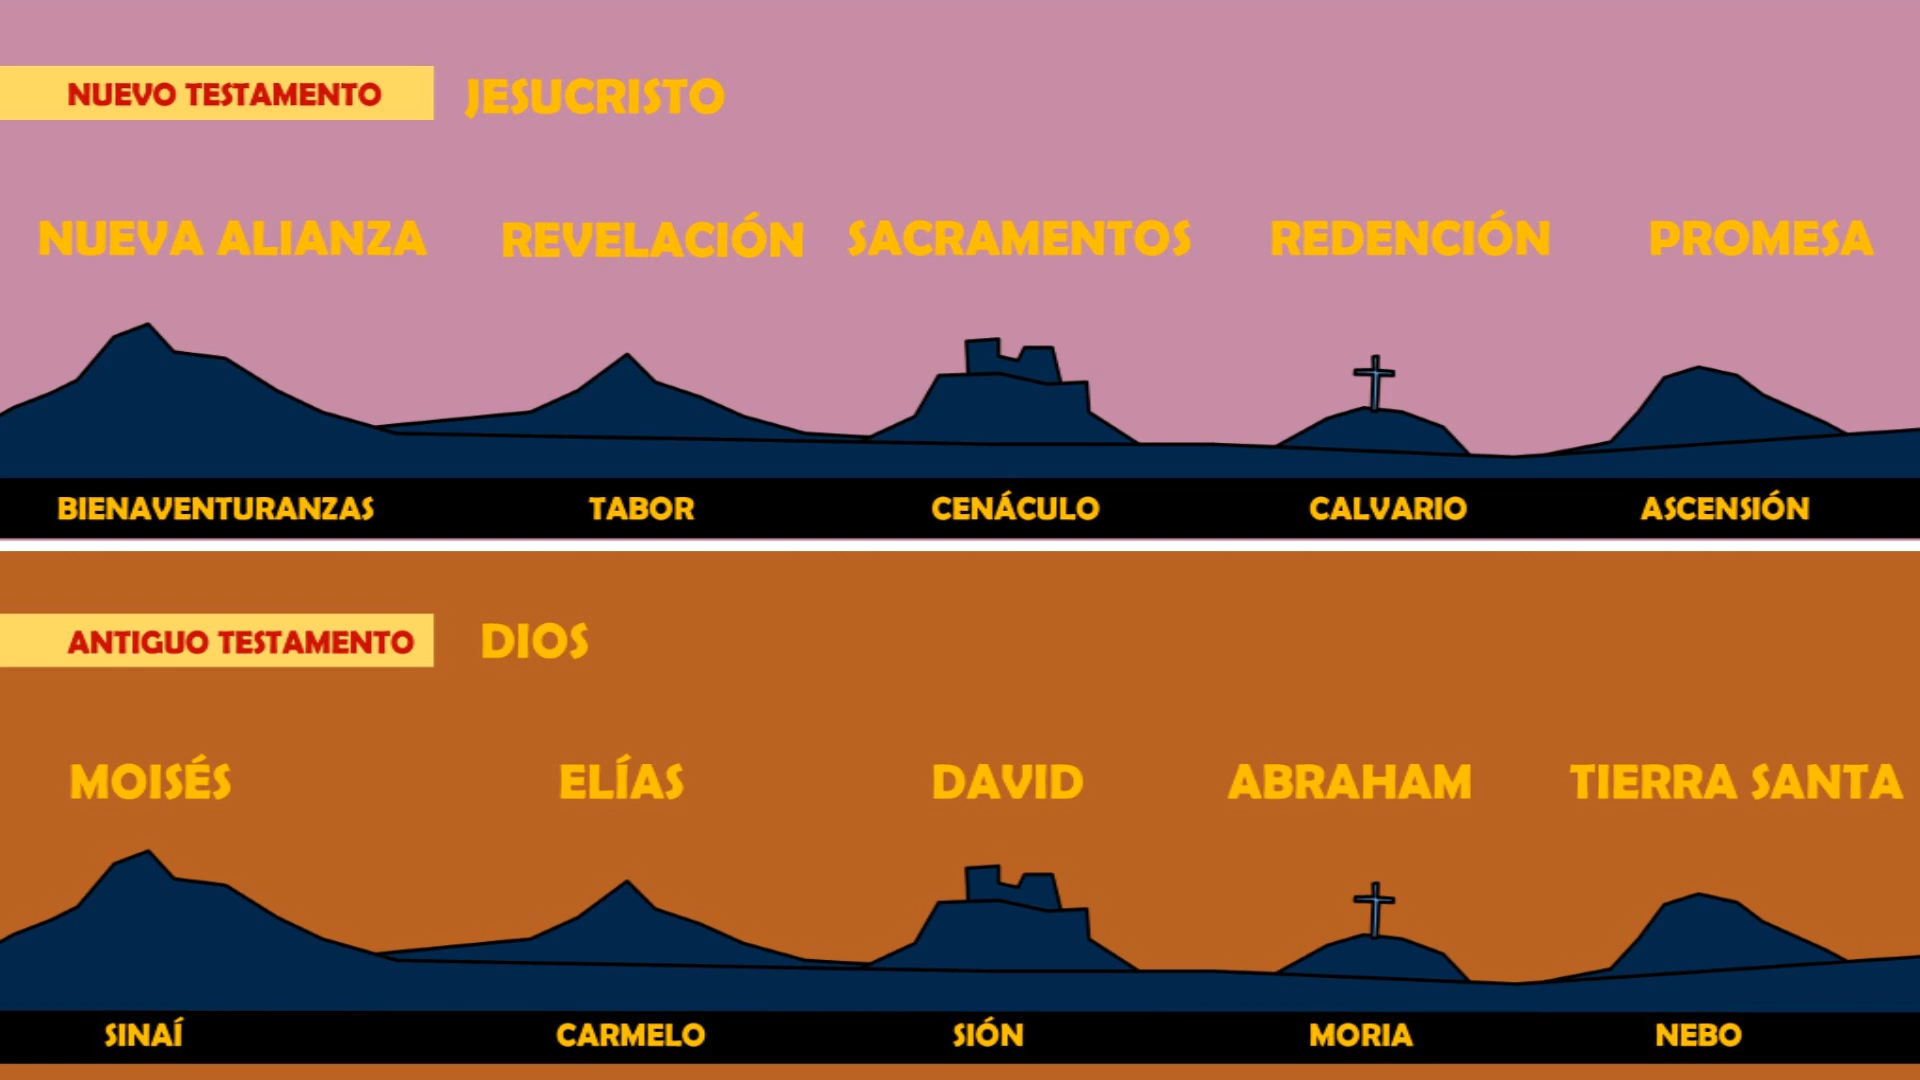 NUEVO TESTAMENTO JESUCRISTO
NUEVA ALIANZA REVELACIÓN SACRAMENTOS REDENCIÓN PROMESA
BIENAVENTURANZAS TABOR CENÁCULO CALVARIO ASCENSIÓN
ANTIGUO TESTAMENTO DIOS
MOISÉS ELÍAS DAVID ABRAHAM TIERRA SANTA
SINAÍ CARMELO SIÓN MORIA NEBO